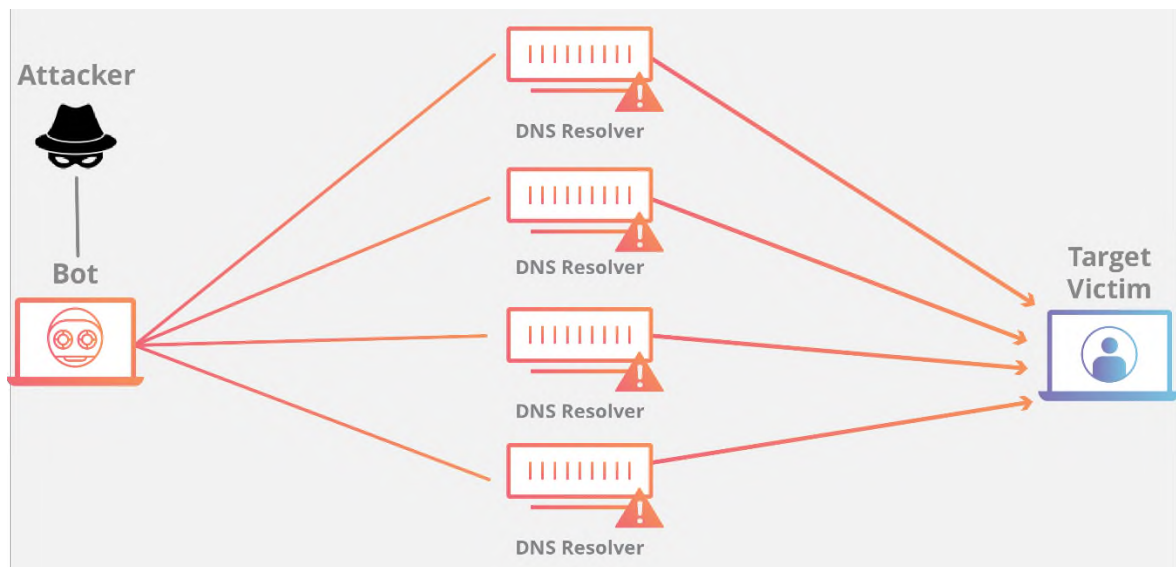 Attacker
Bot
DNS Resolver
DNS Resolver
DNS Resolver
DNS Resolver
Target
Victim